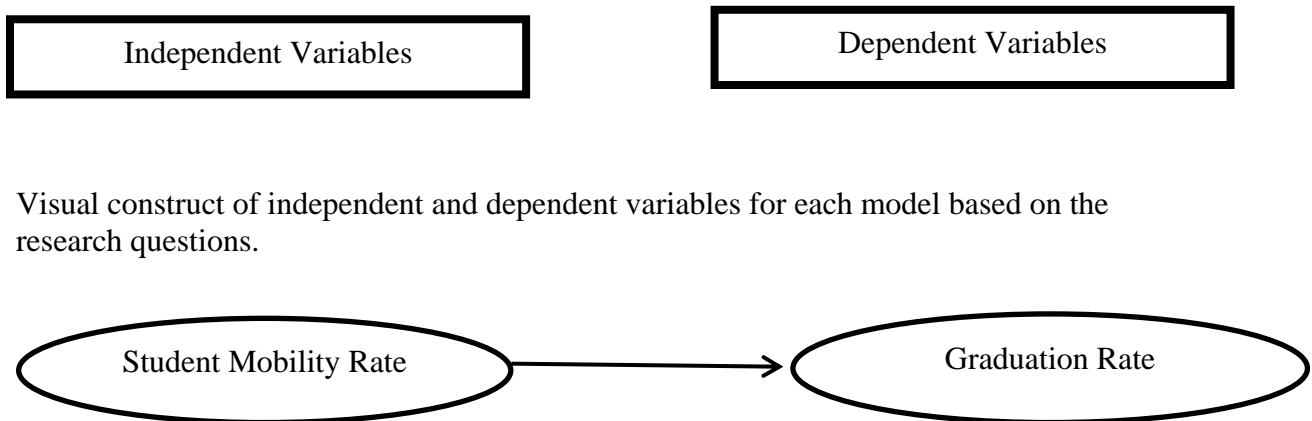 Independent Variables
Dependent Variables
Visual construct of independent and dependent variables for each model based on the
research questions.
Student Mobility Rate
Graduation Rate